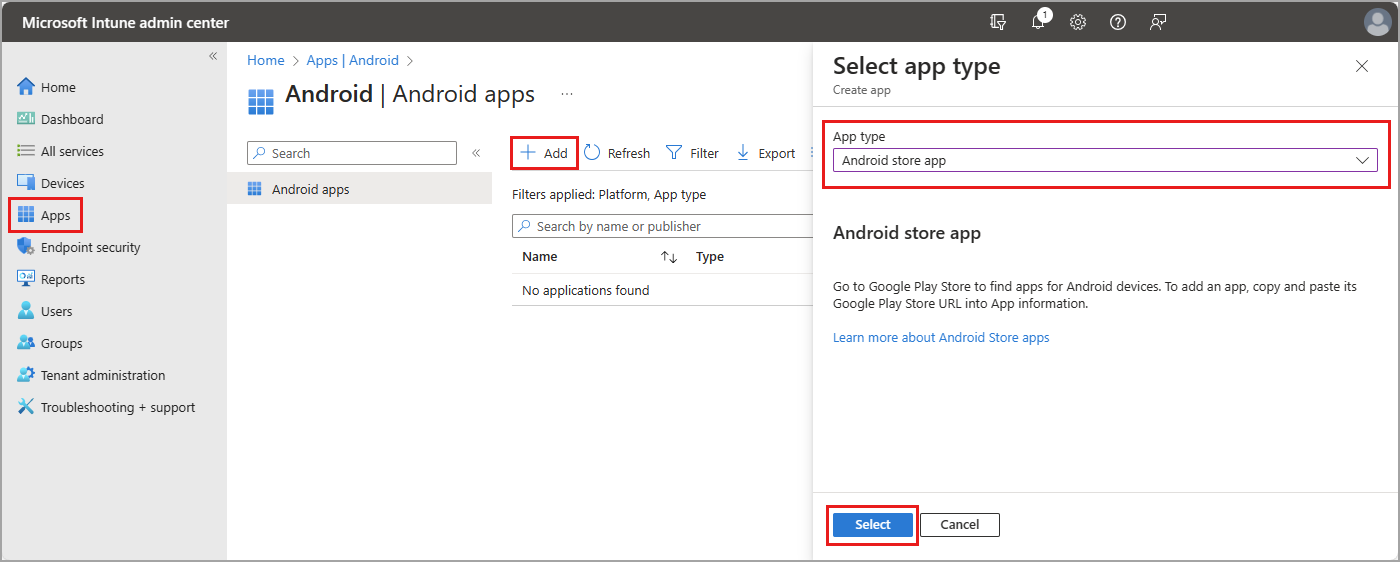 Microsoft Intune admin center
1
Home
Dashboard
All services
Devices
Apps
Endpoint security
Reports
Users
Groups
Tenant administration
Troubleshooting + support
Home > Apps | Android >
Android | Android apps ...
Search
Android apps
Add Refresh Filter Export
Filters applied: Platform, App type
Search by name or publisher
Name Type
No applications found
Select app type
Create app
App type
Android store app
Android store app
Go to Google Play Store to find apps for Android devices. To add an app, copy and paste its
Google Play Store URL into App information.
Learn more about Android Store apps
Select Cancel